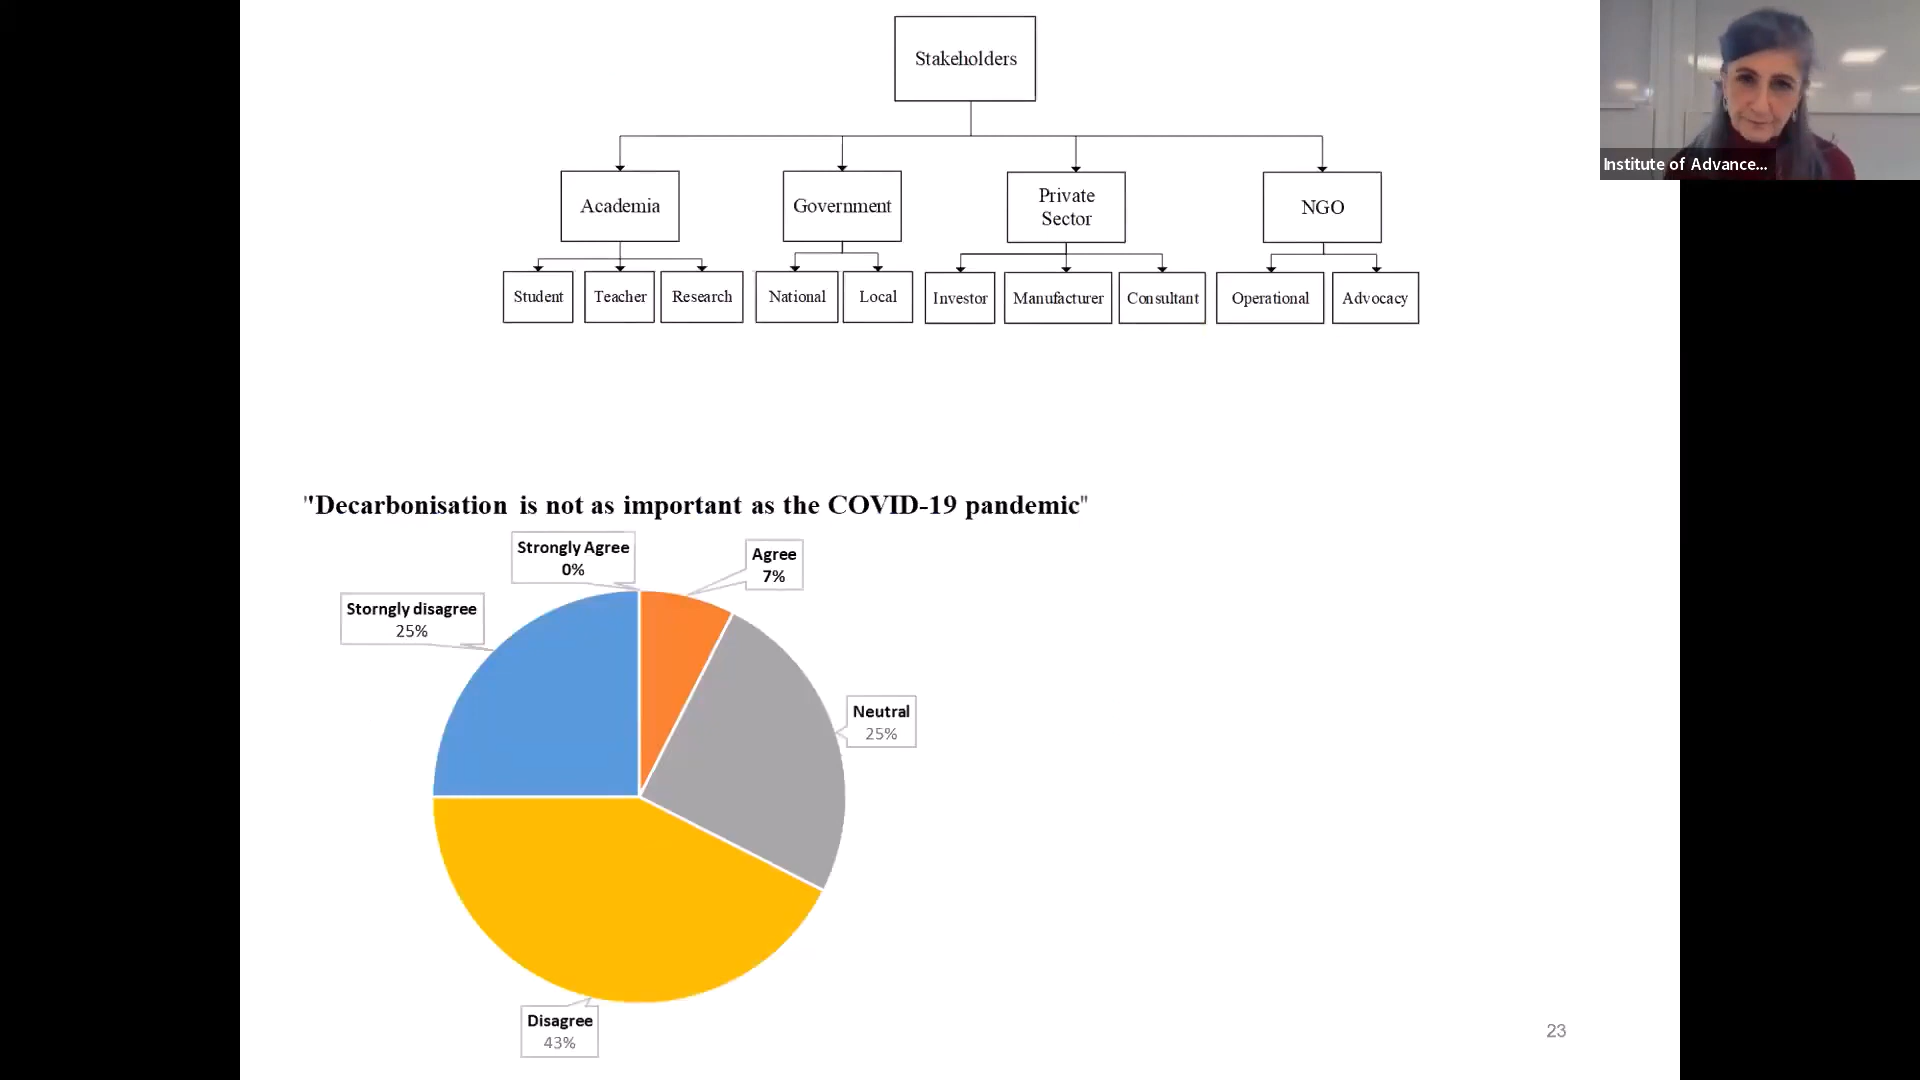 Stakeholders
Institute of Advance...
Academia
Government
Private
Sector
NGO
Student
Teacher
Research
National
Local
Investor
Manufacturer
Consultant
Operational
Advocacy
"Decarbonisation is not as important as the COVID-19 pandemic"
Strongly Agree
0%
Agree
7%
Storngly disagree
25%
Neutral
25%
Disagree
43%
23